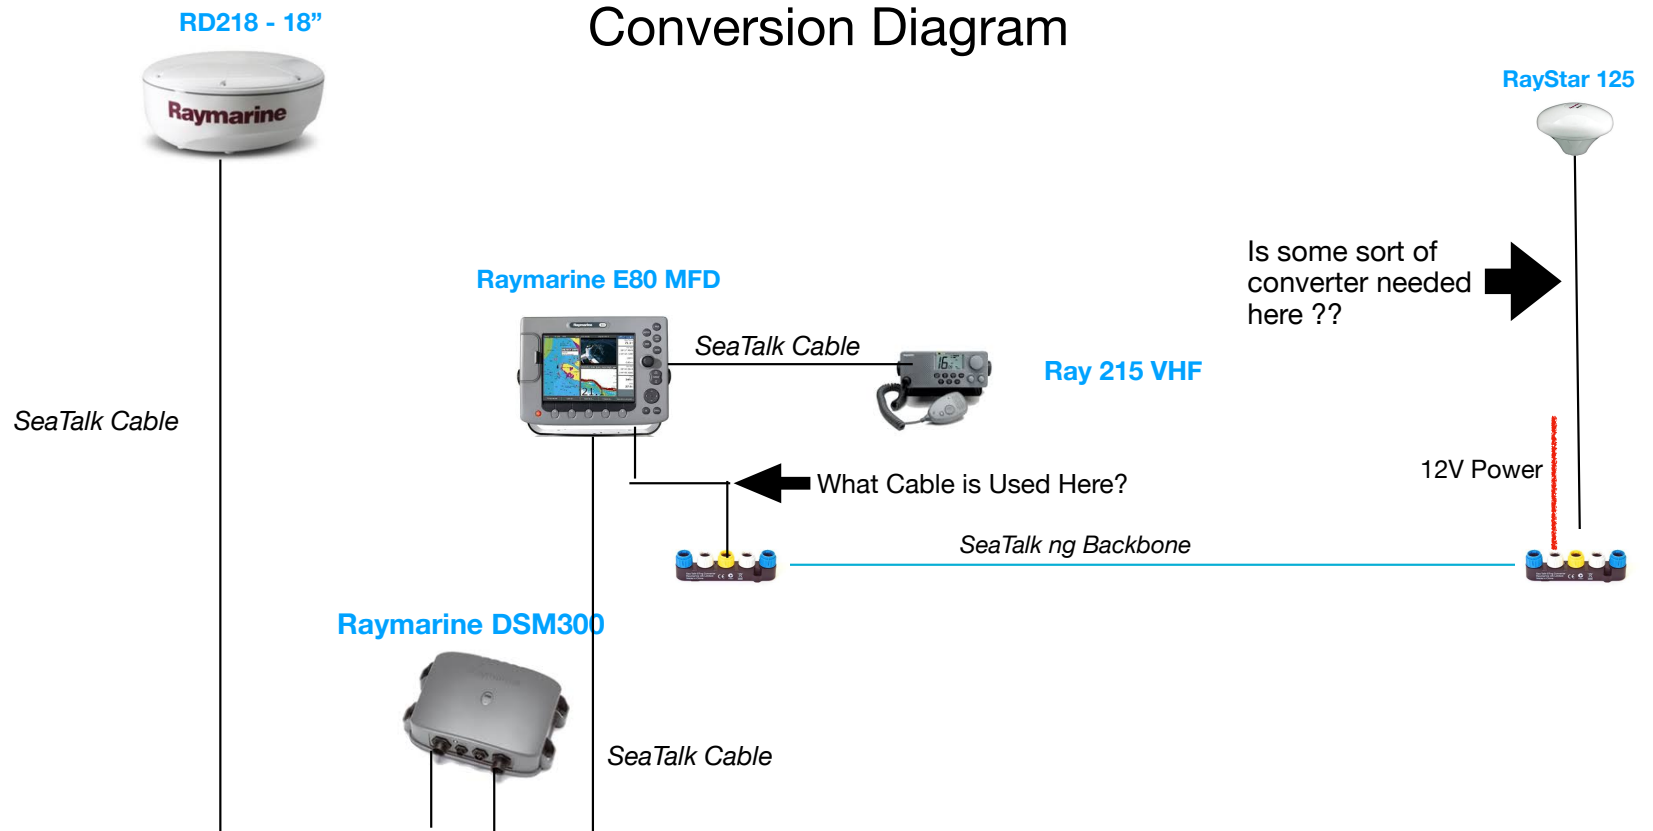 Conversion Diagram
RD218 - 18”
Raymarine
RayStar 125
Is some sort of
converter needed
here ??
Raymarine E80 MFD
SeaTalk Cable
Ray 215 VHF
SeaTalk Cable
12V Power
What Cable is Used Here?
SeaTalk ng Backbone
Raymarine DSM300
SeaTalk Cable